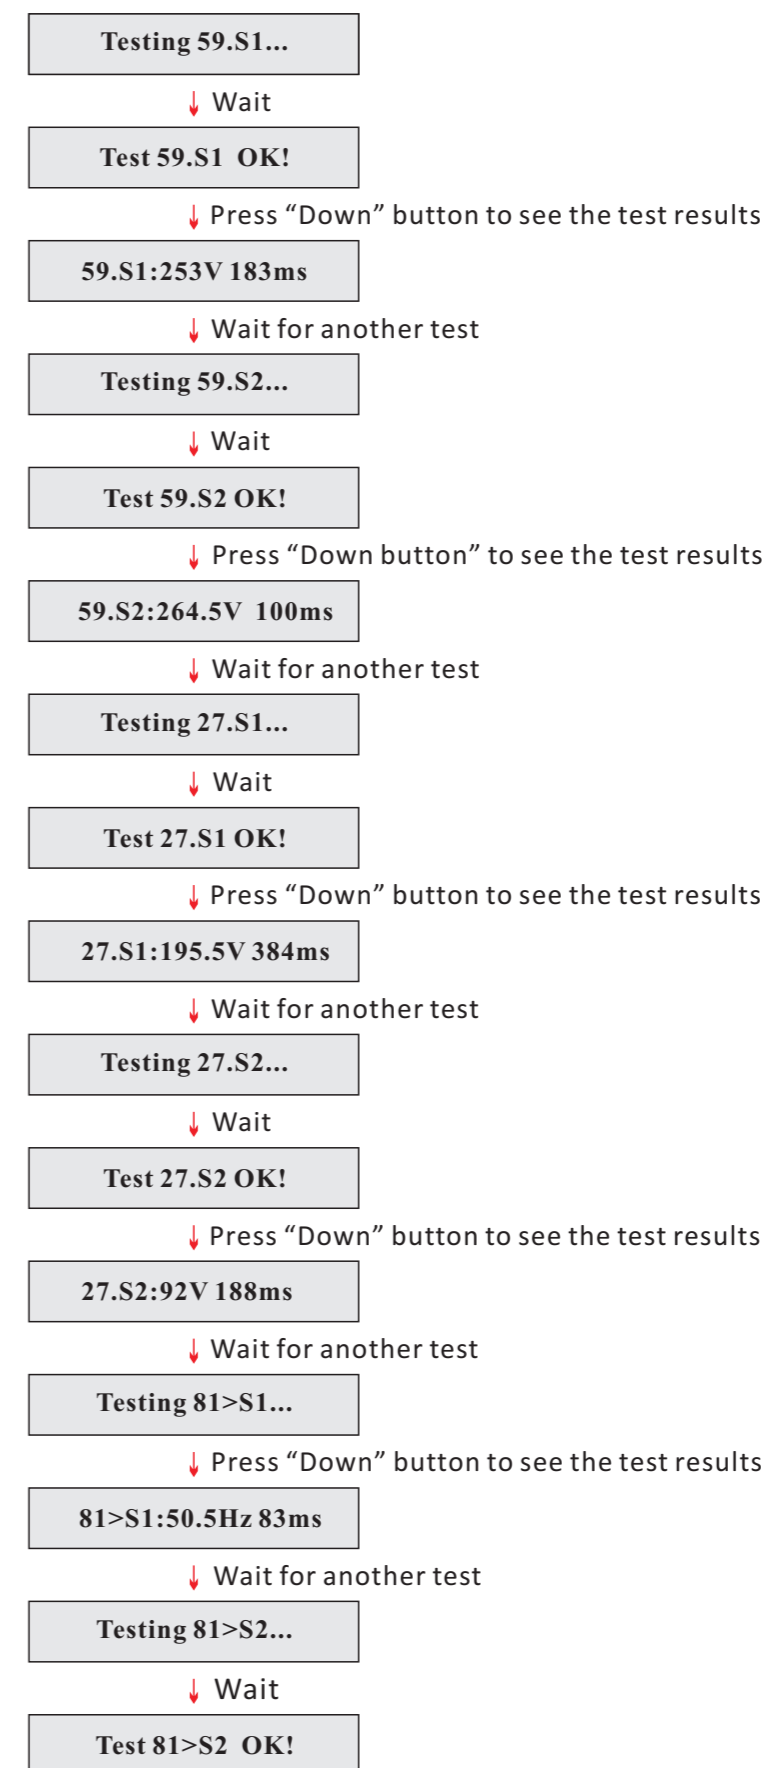 Testing 59.S1...
Wait
Test 59.S1 OK!
Press “Down” button to see the test results
59.S1:253V 183ms
Wait for another test
Testing 59.S2...
Wait
Test 59.S2 OK!
Press “Down button” to see the test results
59.S2:264.5V 100ms
Wait for another test
Testing 27.S1...
Wait
Test 27.S1 OK!
Press “Down” button to see the test results
27.S1:195.5V 384ms
Wait for another test
Testing 27.S2...
Wait
Test 27.S2 OK!
Press “Down” button to see the test results
27.S2:92V 188ms
Wait for another test
Testing 81>S1...
Press “Down” button to see the test results
81>S1:50.5Hz 83ms
Wait for another test
Testing 81>S2...
Wait
Test 81>S2 OK!